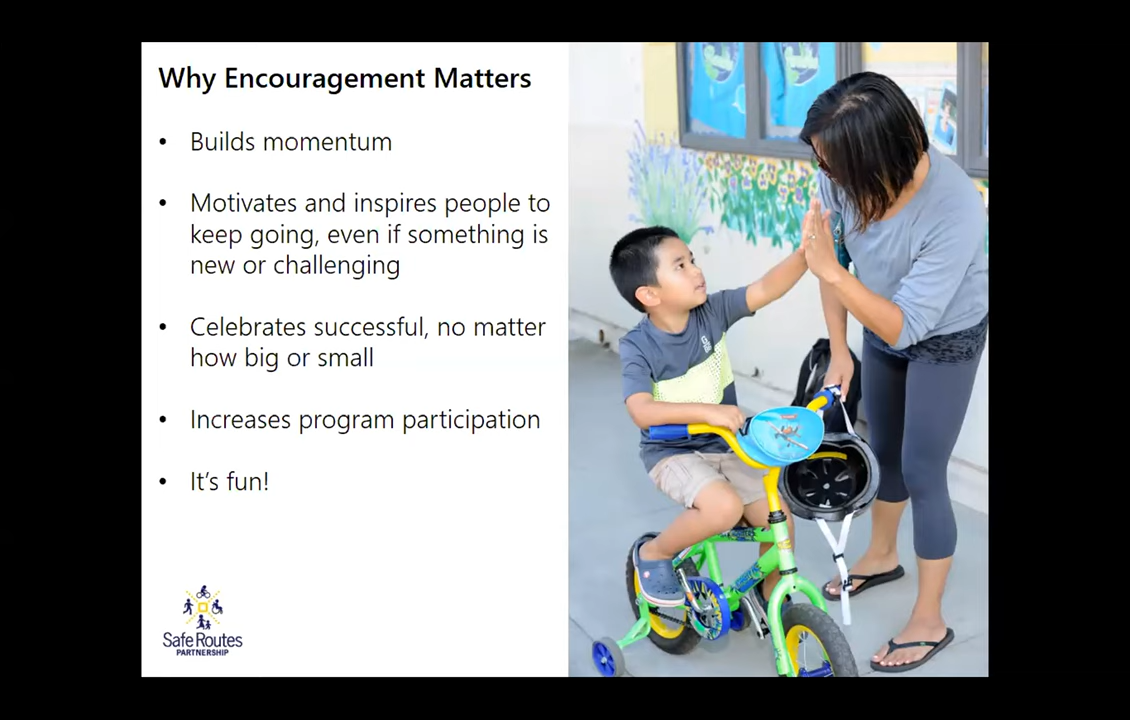 Why Encouragement Matters
• Builds momentum
• Motivates and inspires people to
keep going, even if something is
new or challenging
• Celebrates successful, no matter
how big or small
• Increases program participation
• It's fun!
Safe Routes
PARTNERSHIP